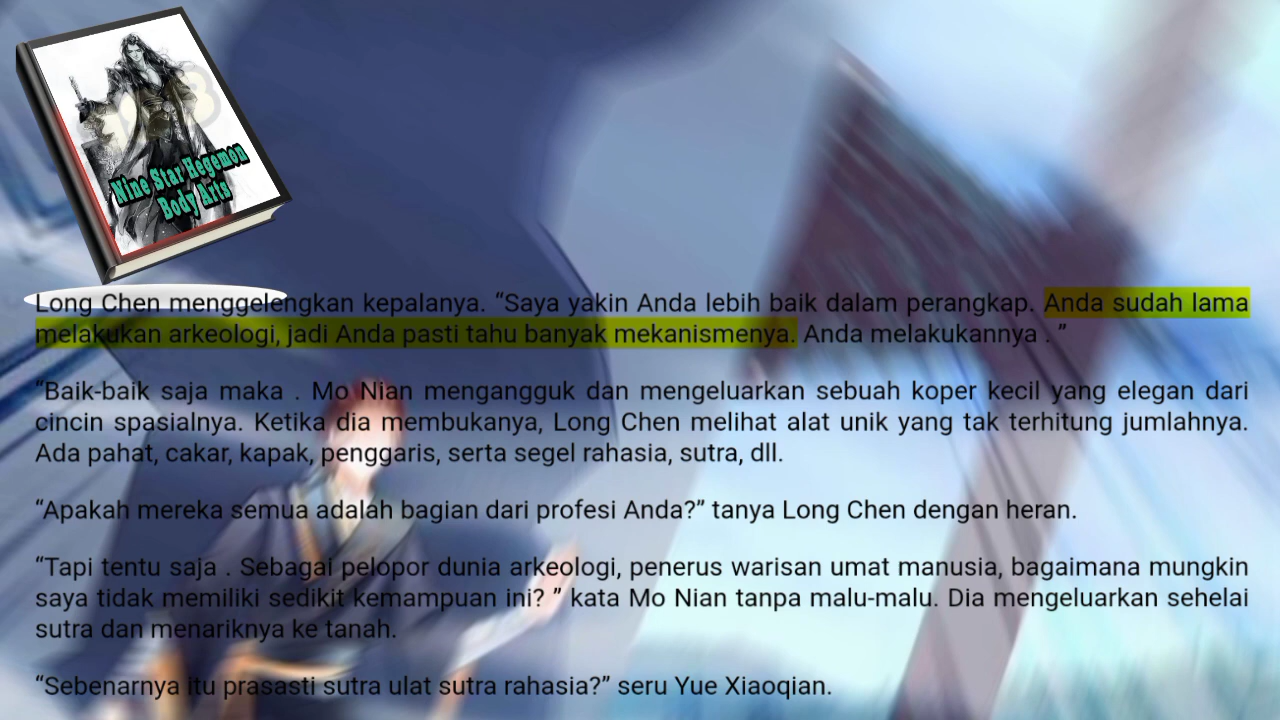 Nine Star Hegemon
Body Arts
Long Chen menggelengkan kepalanya. “Saya yakin Anda lebih baik dalam perangkap. Anda sudah lama
melakukan arkeologi, jadi Anda pasti tahu banyak mekanismenya. Anda melakukannya . ”
“Baik-baik saja maka . Mo Nian mengangguk dan mengeluarkan sebuah koper kecil yang elegan dari
cincin spasialnya. Ketika dia membukanya, Long Chen melihat alat unik yang tak terhitung jumlahnya.
Ada pahat, cakar, kapak, penggaris, serta segel rahasia, sutra, dll.
“Apakah mereka semua adalah bagian dari profesi Anda?” tanya Long Chen dengan heran.
“Tapi tentu saja . Sebagai pelopor dunia arkeologi, penerus warisan umat manusia, bagaimana mungkin
saya tidak memiliki sedikit kemampuan ini? ” kata Mo Nian tanpa malu-malu. Dia mengeluarkan sehelai
sutra dan menariknya ke tanah.
“Sebenarnya itu prasasti sutra ulat sutra rahasia?” seru Yue Xiaoqian.